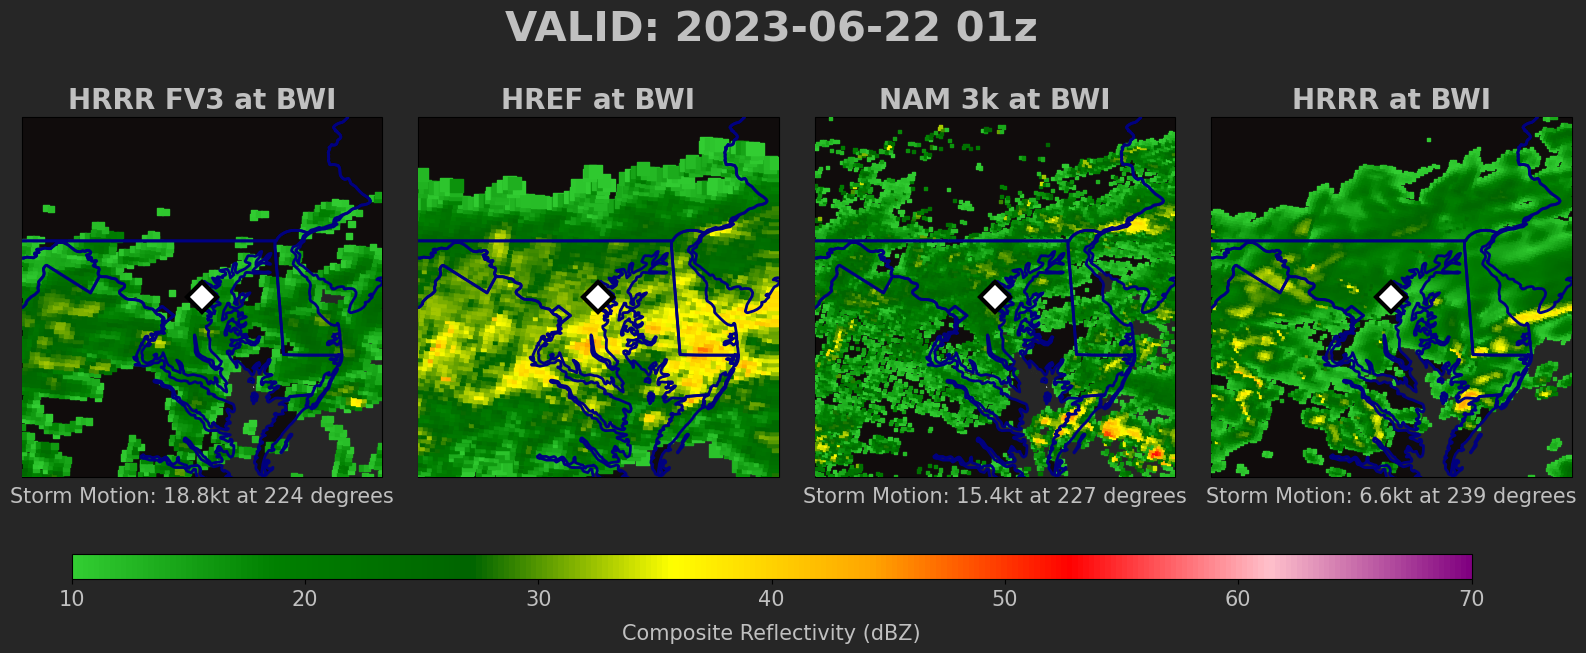 VALID: 2023-06-22 01z
HRRR FV3 at BWI
HREF at BWI
NAM 3k at BWI
HRRR at BWI
Storm Motion: 18.8kt at 224 degrees
Storm Motion: 15.4kt at 227 degrees
Storm Motion: 6.6kt at 239 degrees
10 20 30 40 50 60 70
Composite Reflectivity (dBZ)